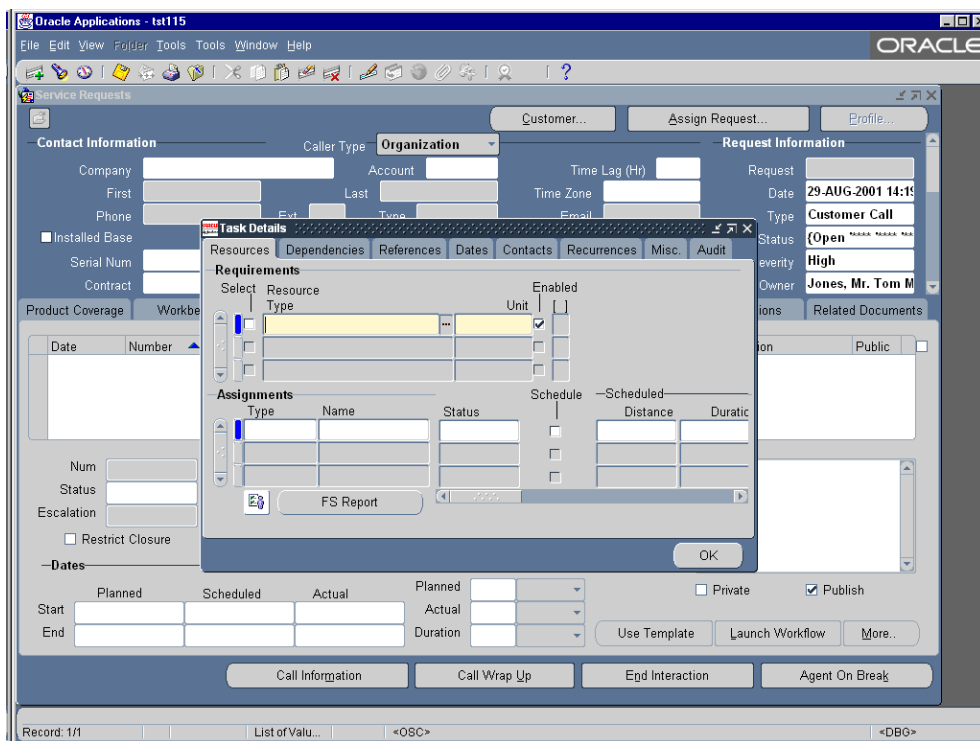 Oracle Applications - tst115
File Edit View Folder Tools Tools Window Help
ORACLE
Service Requests
Customer... Assign Request... Profile...
Contact Information Caller Type Organization Request Information
Company Account Time Lag (Hr) Request
First Last Time Zone Date 29-AUG-2001 14:15
Phone Ext Type Email Type Customer Call
Installed Base Status {Open **** **** **
Serial Num everity High
Contract Owner Jones, Mr. Tom M
Product Coverage Workbe ions Related Documents
Date Number ion Public
Task Details
Resources Dependencies References Dates Contacts Recurrences Misc. Audit
Requirements
Select Resource Type Unit Enabled [ ]
Assignments Schedule Scheduled
Type Name Status Distance Duratic
FS Report
OK
Num
Status
Escalation
Restrict Closure
Dates
Planned Scheduled Actual Planned Private Publish
Start Actual
End Duration Use Template Launch Workflow More..
Call Information Call Wrap Up End Interaction Agent On Break
Record: 1/1 List of Valu... <OSC> <DBG>